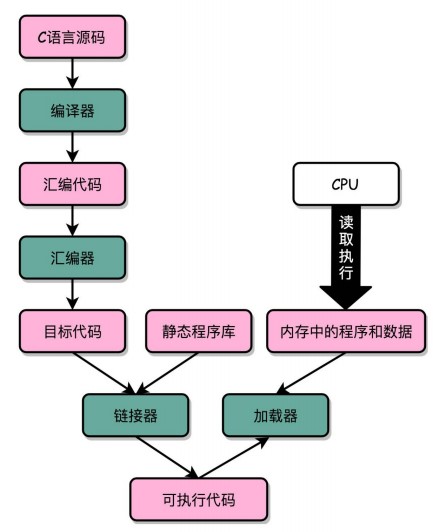 C语言源码
编译器
汇编代码
CPU
读取执行
汇编器
目标代码
静态程序库
内存中的程序和数据
链接器
加载器
可执行代码